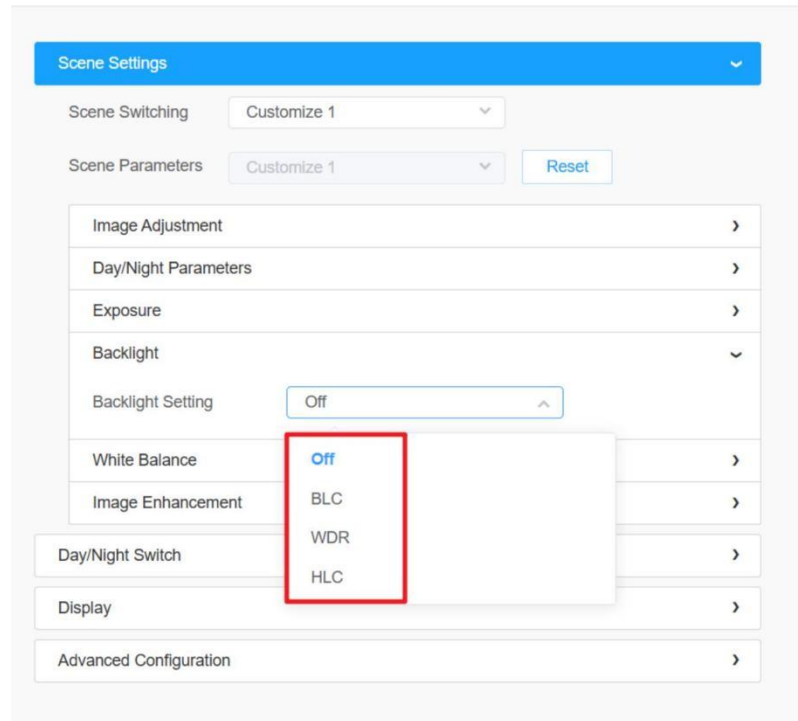 Scene Settings
Scene Switching Customize 1
Scene Parameters Customize 1 Reset
Image Adjustment
Day/Night Parameters
Exposure
Backlight
Backlight Setting Off
Off
White Balance
BLC
Image Enhancement
WDR
Day/Night Switch
HLC
Display
Advanced Configuration